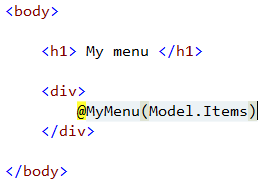 <body>
<h1> My menu </h1>
<div>
@MyMenu(Model.Items)
</div>
</body>